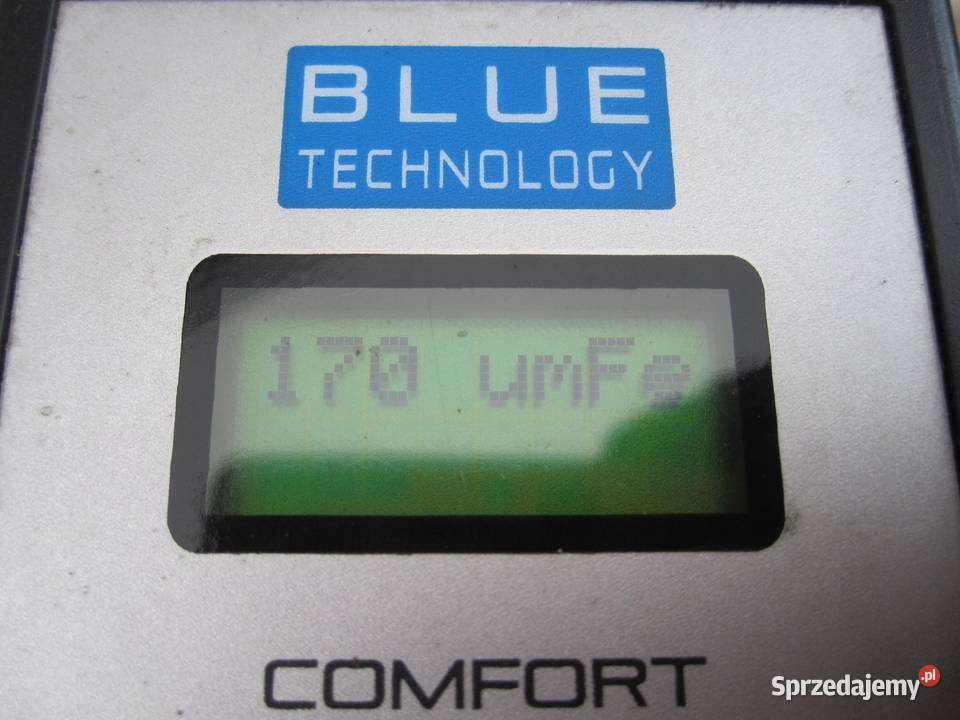 BLUE
TECHNOLOGY
170 umFe
COMFORT
Sprzedajemy.pl